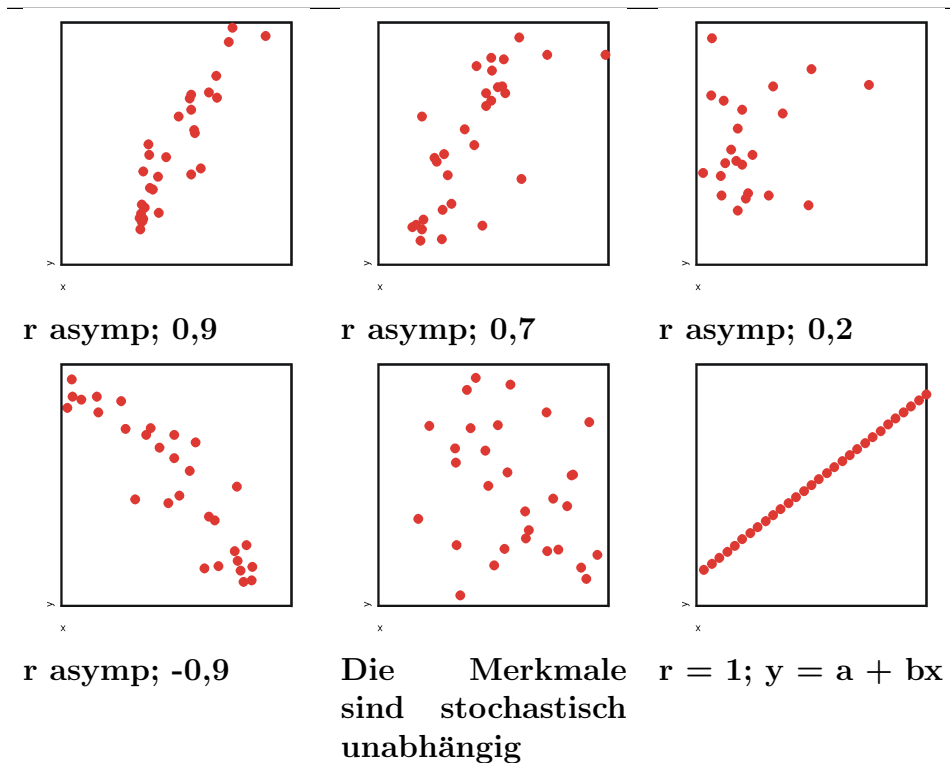 y
x
y
x
y
x
r asymp; 0,9
r asymp; 0,7
r asymp; 0,2
y
x
y
x
y
x
r asymp; -0,9
Die Merkmale
sind stochastisch
unabhängig
r = 1; y = a + bx